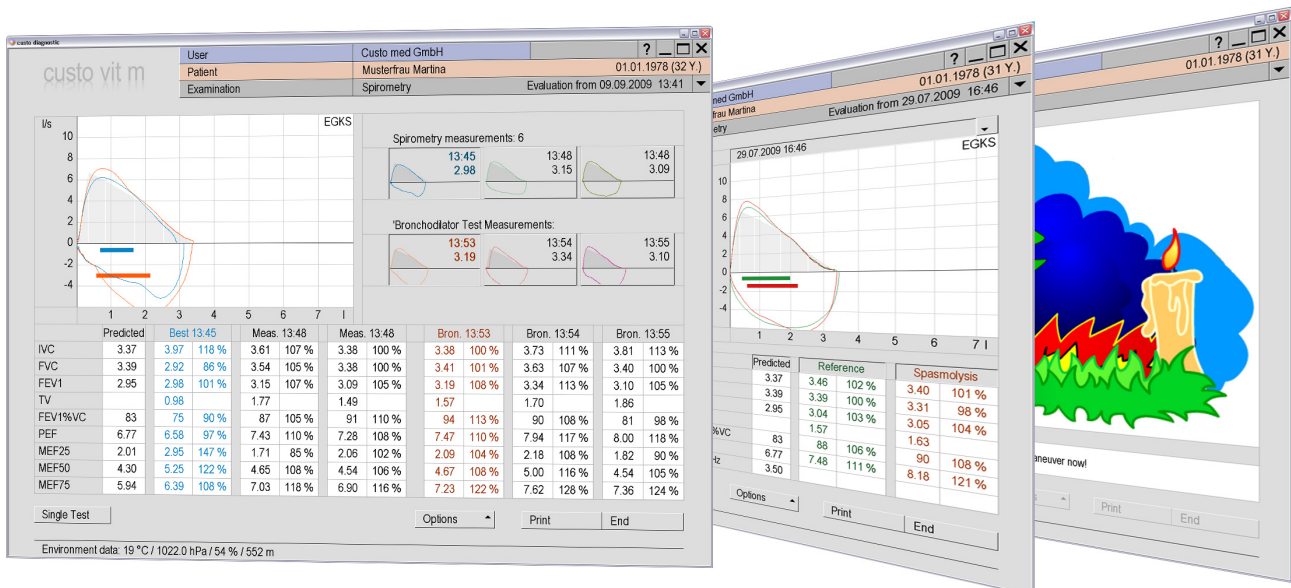 custo diagnostic
custo vit m
User Custo med GmbH ?
Patient Musterfrau Martina 01.01.1978 (32 Y.)
Examination Spirometry Evaluation from 09.09.2009 13:41
l/s EGKS
10
8
6
4
2
0
-2
-4
1 2 3 4 5 6 7 l
Spirometry measurements: 6
13:45 13:48 13:48
2.98 3.15 3.09
'Bronchodilator Test Measurements:
13:53 13:54 13:55
3.19 3.34 3.10
Predicted Best 13:45 Meas. 13:48 Meas. 13:48 Bron. 13:53 Bron. 13:54 Bron. 13:55
IVC 3.37 3.97 118 % 3.61 107 % 3.38 100 % 3.38 100 % 3.73 111 % 3.81 113 %
FVC 3.39 2.92 86 % 3.54 105 % 3.38 100 % 3.41 101 % 3.63 107 % 3.40 100 %
FEV1 2.95 2.98 101 % 3.15 107 % 3.09 105 % 3.19 108 % 3.34 113 % 3.10 105 %
TV 0.98 1.77 1.49 1.57 1.70 1.86
FEV1%VC 83 75 90 % 87 105 % 91 110 % 94 113 % 90 108 % 81 98 %
PEF 6.77 6.58 97 % 7.43 110 % 7.28 108 % 7.47 110 % 7.94 117 % 8.00 118 %
MEF25 2.01 2.95 147 % 1.71 85 % 2.06 102 % 2.09 104 % 2.18 108 % 1.82 90 %
MEF50 4.30 5.25 122 % 4.65 108 % 4.54 106 % 4.67 108 % 5.00 116 % 4.54 105 %
MEF75 5.94 6.39 108 % 7.03 118 % 6.90 116 % 7.23 122 % 7.62 128 % 7.36 124 %
Single Test Options Print End
Environment data: 19 °C / 1022.0 hPa / 54 % / 552 m
med GmbH ?
frau Martina 01.01.1978 (31 Y.)
etry Evaluation from 29.07.2009 16:46
29.07.2009 16:46
EGKS
10
8
6
4
2
0
-2
-4
1 2 3 4 5 6 7 l
Predicted Reference Spasmolysis
3.37 3.46 102 % 3.40 101 %
3.39 3.39 100 % 3.31 98 %
2.95 3.04 103 % 3.05 104 %
1.57 1.63
%VC 83 88 106 % 90 108 %
6.77 7.48 111 % 8.18 121 %
Hz 3.50
Options Print End
?
01.01.1978 (31 Y.)
aneuver now!
Print End